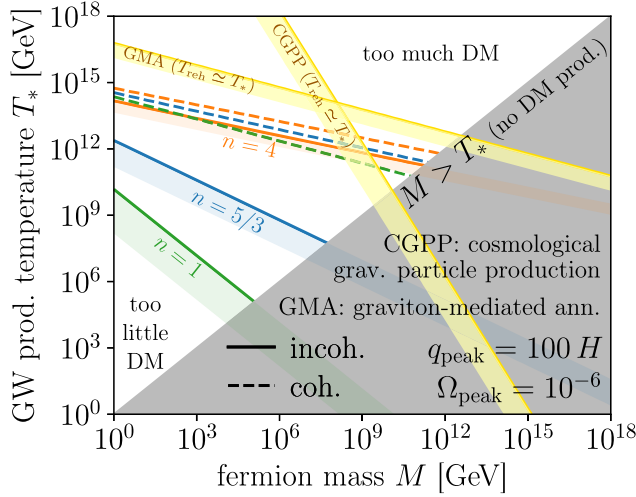 GW prod. temperature T_* [GeV]
10^18
10^15
10^12
10^9
10^6
10^3
10^0
GMA (T_reh ≃ T_*)
CGPP (T_reh ≃ T_*)
too much DM
M > T_* (no DM prod.)
n = 4
n = 5/3
n = 1
too
little
DM
CGPP: cosmological
grav. particle production
GMA: graviton-mediated ann.
incoh.
q_peak = 100 H
coh.
Ω_peak = 10^-6
10^0 10^3 10^6 10^9 10^12 10^15 10^18
fermion mass M [GeV]